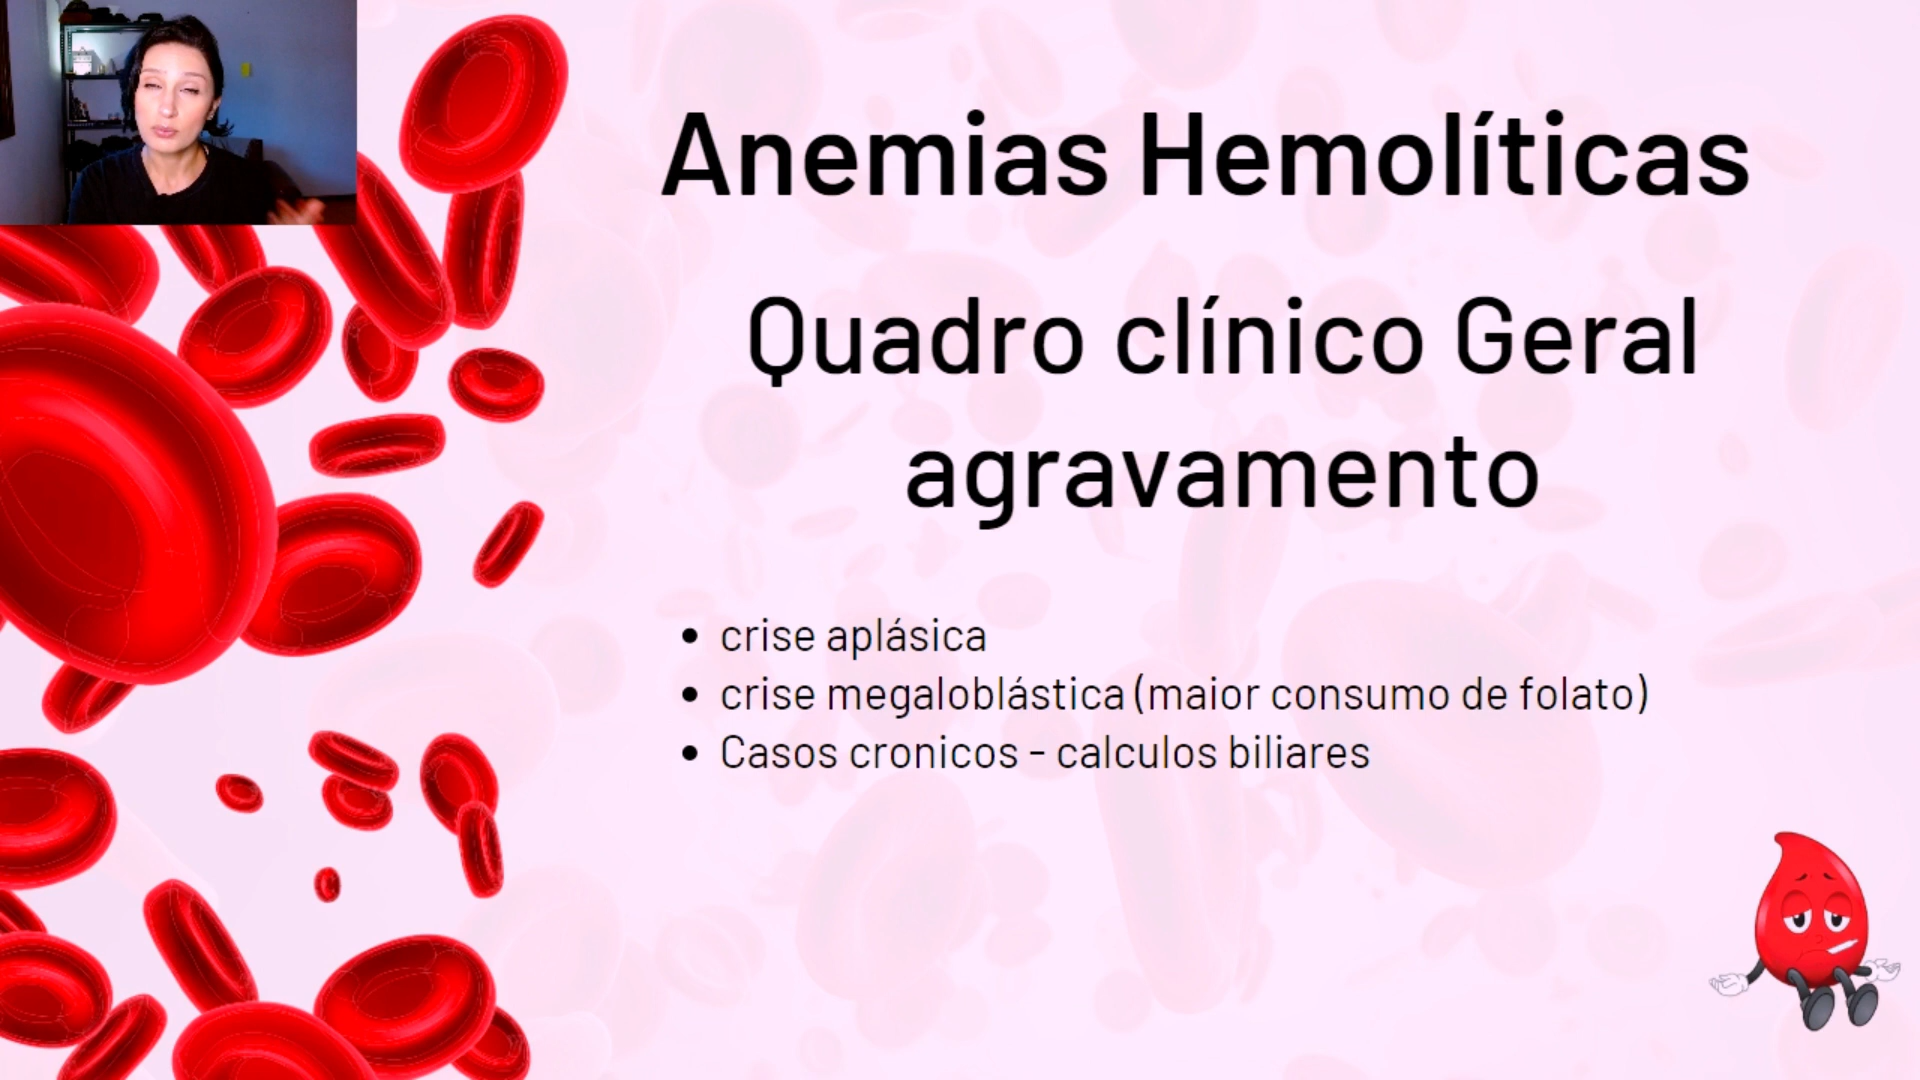 Anemias Hemolíticas
Quadro clínico Geral
agravamento
• crise aplásica
• crise megaloblástica (maior consumo de folato)
• Casos cronicos - calculos biliares